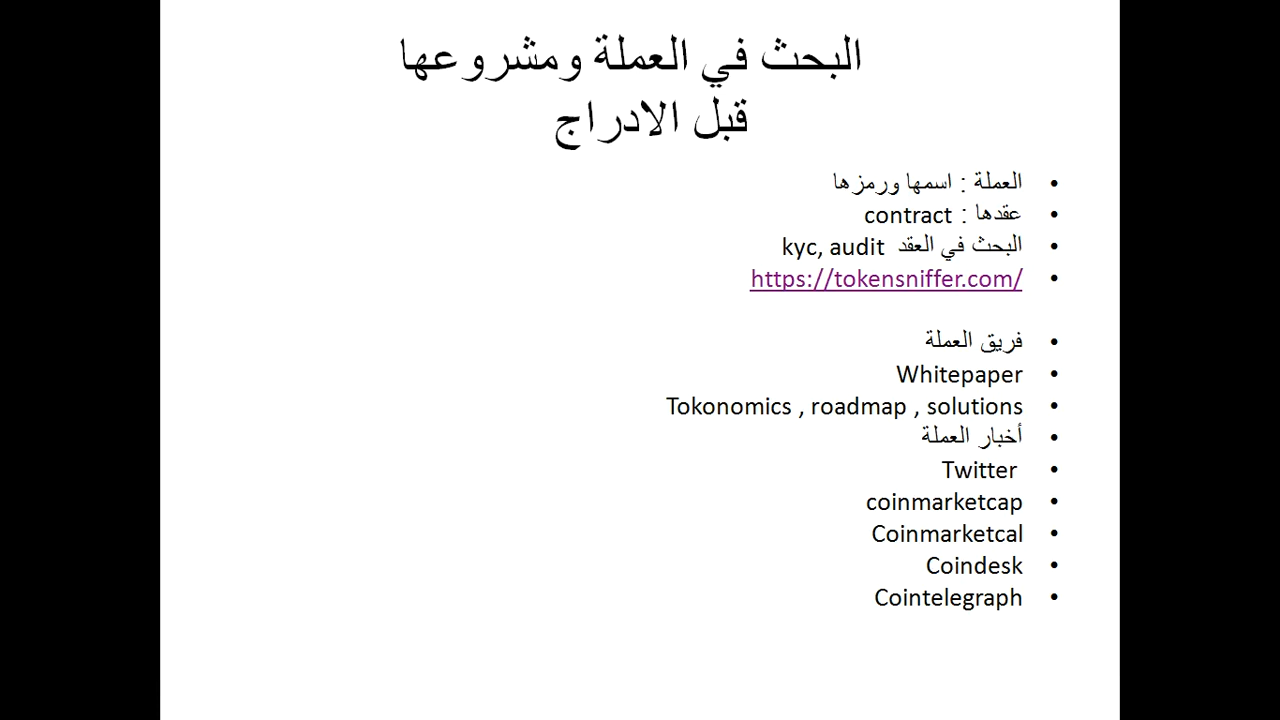 البحث في العملة ومشروعها
قبل الادراج
• العملة : اسمها ورمزها
• عقدها : contract
• البحث في العقد kyc, audit
• https://tokensniffer.com/
• فريق العملة
• Whitepaper
• Tokonomics , roadmap , solutions
• أخبار العملة
• Twitter
• coinmarketcap
• Coinmarketcal
• Coindesk
• Cointelegraph